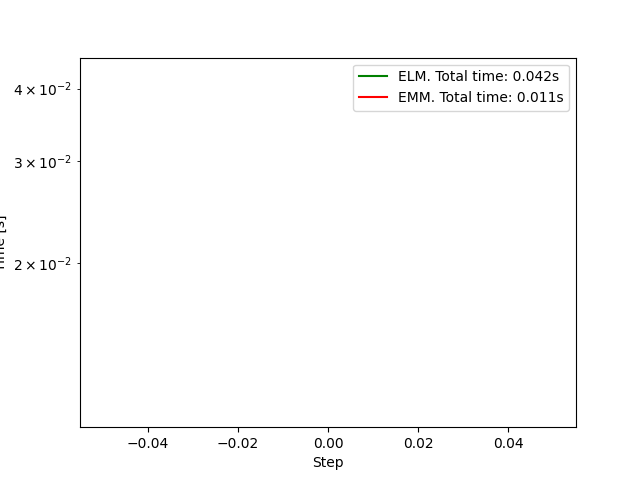 ELM. Total time: 0.042s
EMM. Total time: 0.011s
4 × 10⁻²
3 × 10⁻²
2 × 10⁻²
[s]
−0.04 −0.02 0.00 0.02 0.04
Step